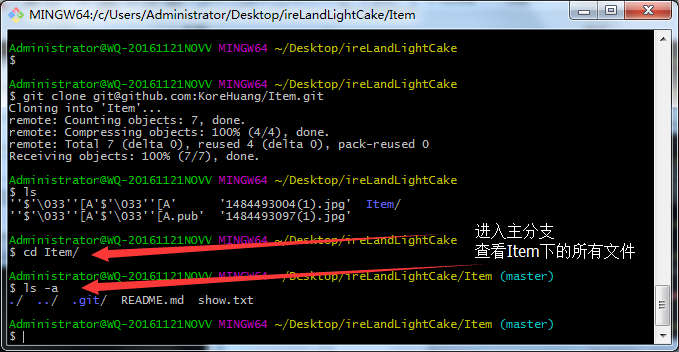 MINGW64:/c/Users/Administrator/Desktop/ireLandLightCake/Item
Administrator@WQ-20161121NOVV MINGW64 ~/Desktop/ireLandLightCake
$
Administrator@WQ-20161121NOVV MINGW64 ~/Desktop/ireLandLightCake
$ git clone git@github.com:KoreHuang/Item.git
Cloning into 'Item'...
remote: Counting objects: 7, done.
remote: Compressing objects: 100% (4/4), done.
remote: Total 7 (delta 0), reused 4 (delta 0), pack-reused 0
Receiving objects: 100% (7/7), done.
Administrator@WQ-20161121NOVV MINGW64 ~/Desktop/ireLandLightCake
$ ls
''$'\033''[A'$'\033''[A'      '1484493004(1).jpg'  Item/
''$'\033''[A'$'\033''[A.pub'  '1484493097(1).jpg'
Administrator@WQ-20161121NOVV MINGW64 ~/Desktop/ireLandLightCake
$ cd Item/
进入主分支
查看Item下的所有文件
Administrator@WQ-20161121NOVV MINGW64 ~/Desktop/ireLandLightCake/Item (master)
$ ls -a
./  ../  .git/  README.md  show.txt
Administrator@WQ-20161121NOVV MINGW64 ~/Desktop/ireLandLightCake/Item (master)
$